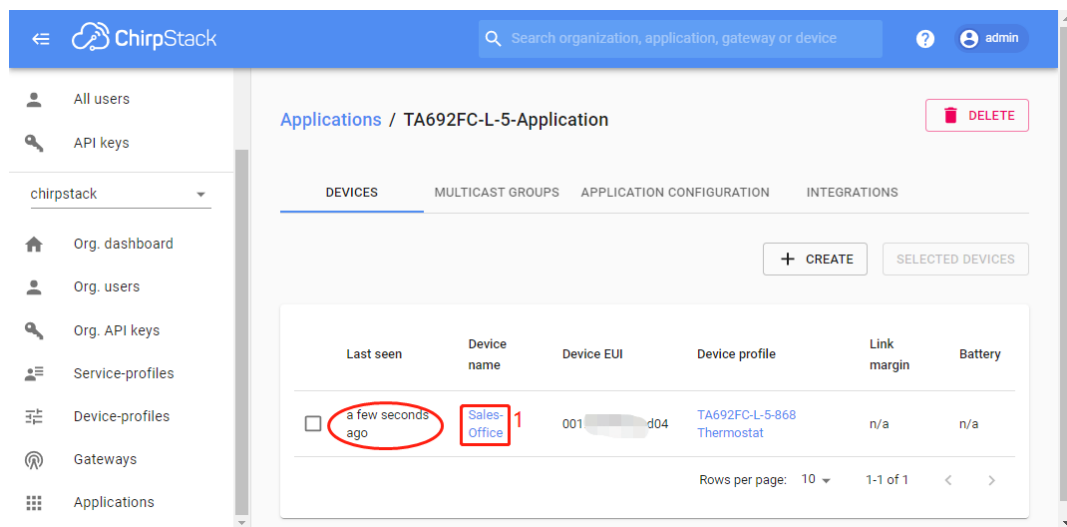 ChirpStack
Search organization, application, gateway or device
?
admin
All users
API keys
chirpstack
Org. dashboard
Org. users
Org. API keys
Service-profiles
Device-profiles
Gateways
Applications
Applications / TA692FC-L-5-Application
DELETE
DEVICES MULTICAST GROUPS APPLICATION CONFIGURATION INTEGRATIONS
+ CREATE SELECTED DEVICES
Last seen
Device
name
Device EUI
Device profile
Link
margin
Battery
a few seconds
ago
Sales-
Office
1
001 d04
TA692FC-L-5-868
Thermostat
n/a
n/a
Rows per page: 10 1-1 of 1 < >